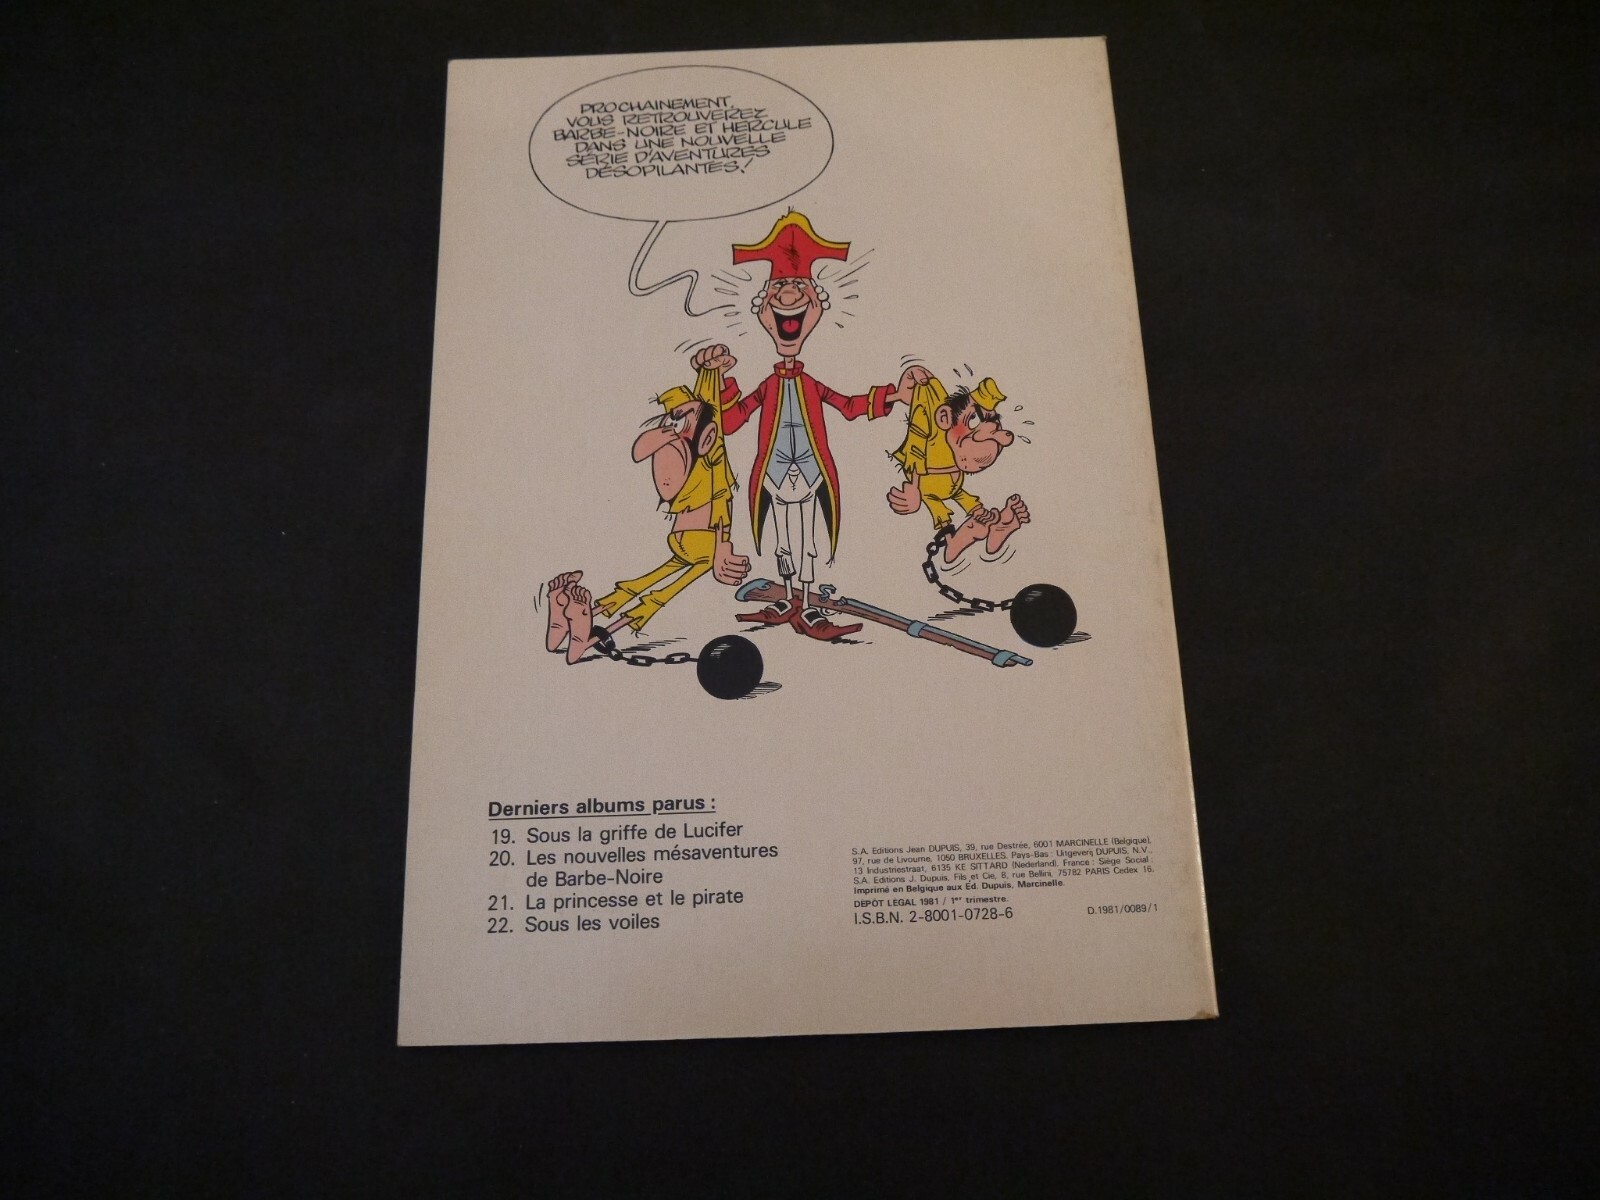 PROCHAINEMENT,
VOUS RETROUVEREZ
BARBE-NOIRE ET HERCULE
DANS UNE NOUVELLE
SÉRIE D'AVENTURES
DÉSOPILANTES!
Derniers albums parus :
19. Sous la griffe de Lucifer
20. Les nouvelles mésaventures
de Barbe-Noire
21. La princesse et le pirate
22. Sous les voiles
S.A. Editions Jean DUPUIS, 39, rue Destrée, 6001 MARCINELLE (Belgique).
97, rue de Livourne, 1050 BRUXELLES. Pays-Bas : Uitgeverij DUPUIS, N.V.,
13 Industriestraat, 6135 KE SITTARD (Nederland). France : Siège Social :
S.A. Editions J. Dupuis, Fils et Cie, 8, rue Bellini, 75782 PARIS Cedex 16.
Imprimé en Belgique aux Éd. Dupuis, Marcinelle.
DÉPÔT LÉGAL 1981 / 1er trimestre.
I.S.B.N. 2-8001-0728-6
D.1981/0089/1